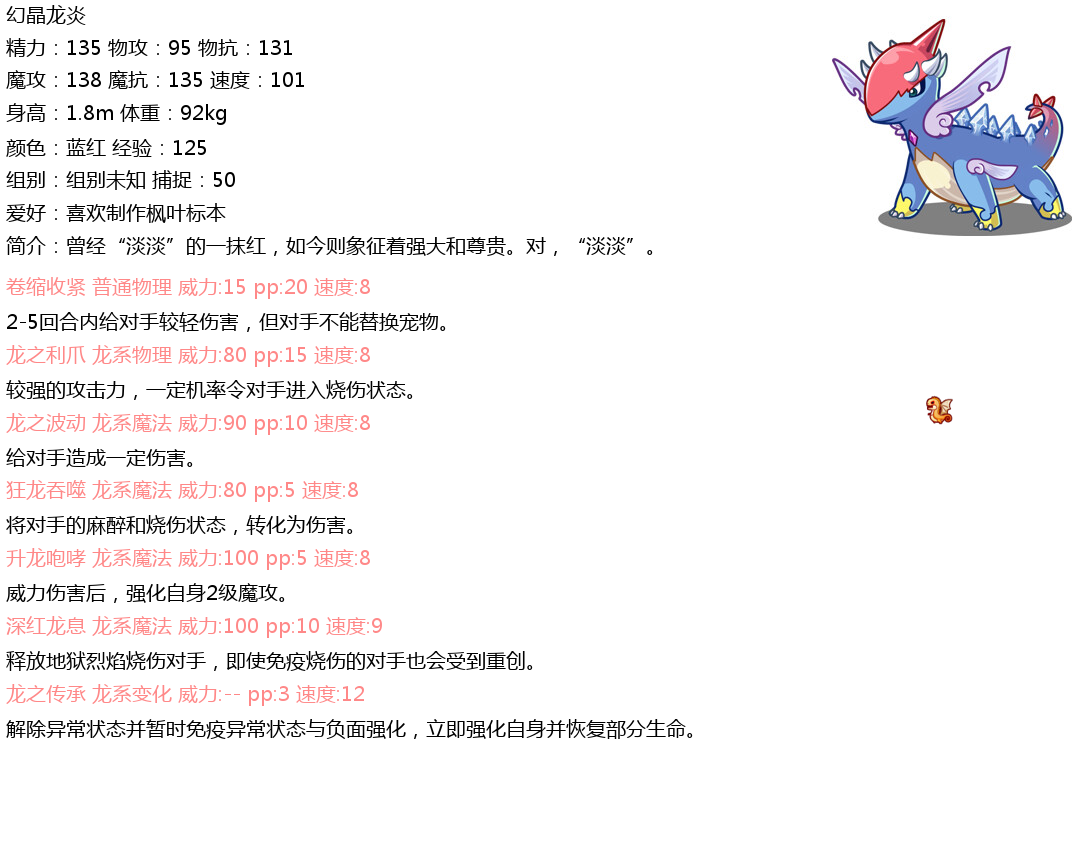 幻晶龙炎
精力：135 物攻：95 物抗：131
魔攻：138 魔抗：135 速度：101
身高：1.8m 体重：92kg
颜色：蓝红 经验：125
组别：组别未知 捕捉：50
爱好：喜欢制作枫叶标本
简介：曾经“淡淡”的一抹红，如今则象征着强大和尊贵。对，“淡淡”。
卷缩收紧 普通物理 威力:15 pp:20 速度:8
2-5回合内给对手较轻伤害，但对手不能替换宠物。
龙之利爪 龙系物理 威力:80 pp:15 速度:8
较强的攻击力，一定机率令对手进入烧伤状态。
龙之波动 龙系魔法 威力:90 pp:10 速度:8
给对手造成一定伤害。
狂龙吞噬 龙系魔法 威力:80 pp:5 速度:8
将对手的麻醉和烧伤状态，转化为伤害。
升龙咆哮 龙系魔法 威力:100 pp:5 速度:8
威力伤害后，强化自身2级魔攻。
深红龙息 龙系魔法 威力:100 pp:10 速度:9
释放地狱烈焰烧伤对手，即使免疫烧伤的对手也会受到重创。
龙之传承 龙系变化 威力:-- pp:3 速度:12
解除异常状态并暂时免疫异常状态与负面强化，立即强化自身并恢复部分生命。